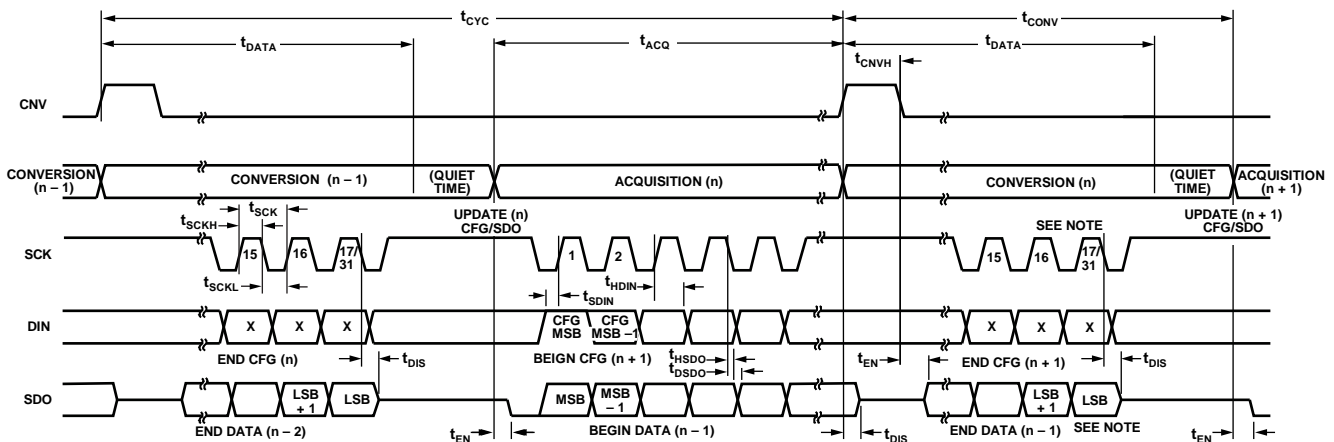 tCYC
tCONV
tDATA
tACQ
tDATA
tCNVH
CNV
CONVERSION
(n – 1)
CONVERSION (n – 1)
(QUIET
TIME)
ACQUISITION (n)
CONVERSION (n)
(QUIET
TIME)
ACQUISITION
(n + 1)
tSCK
tSCKH
UPDATE (n)
CFG/SDO
SEE NOTE
UPDATE (n + 1)
CFG/SDO
SCK
15
16
17/
31
1
2
15
16
17/
31
tSCKL
tHDIN
tSDIN
DIN
X
X
X
CFG
MSB
CFG
MSB –1
X
X
X
END CFG (n)
tDIS
BEIGN CFG (n + 1)
tHSDO
tDSDO
tEN
END CFG (n + 1)
tDIS
SDO
LSB
+ 1
LSB
MSB
MSB
– 1
LSB
+ 1
LSB
END DATA (n – 2)
tEN
BEGIN DATA (n – 1)
tDIS
END DATA (n – 1)
SEE NOTE
tEN